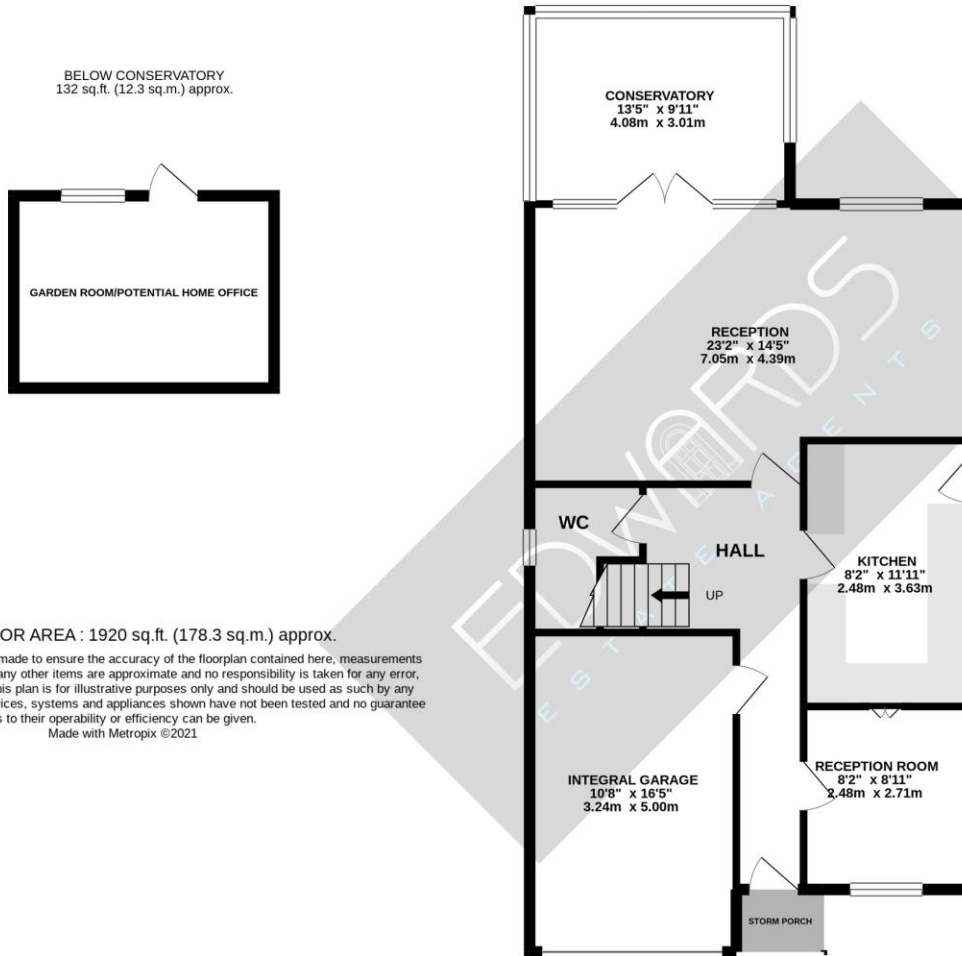 BELOW CONSERVATORY
132 sq.ft. (12.3 sq.m.) approx.
GARDEN ROOM/POTENTIAL HOME OFFICE
CONSERVATORY
13'5" x 9'11"
4.08m x 3.01m
RECEPTION
23'2" x 14'5"
7.05m x 4.39m
WC
HALL
UP
KITCHEN
8'2" x 11'11"
2.48m x 3.63m
RECEPTION ROOM
8'2" x 8'11"
2.48m x 2.71m
INTEGRAL GARAGE
10'8" x 16'5"
3.24m x 5.00m
STORM PORCH
EDWARDS
ESTATE AGENTS
OR AREA : 1920 sq.ft. (178.3 sq.m.) approx.
made to ensure the accuracy of the floorplan contained here, measurements
any other items are approximate and no responsibility is taken for any error,
his plan is for illustrative purposes only and should be used as such by any
ices, systems and appliances shown have not been tested and no guarantee
s to their operability or efficiency can be given.
Made with Metropix ©2021